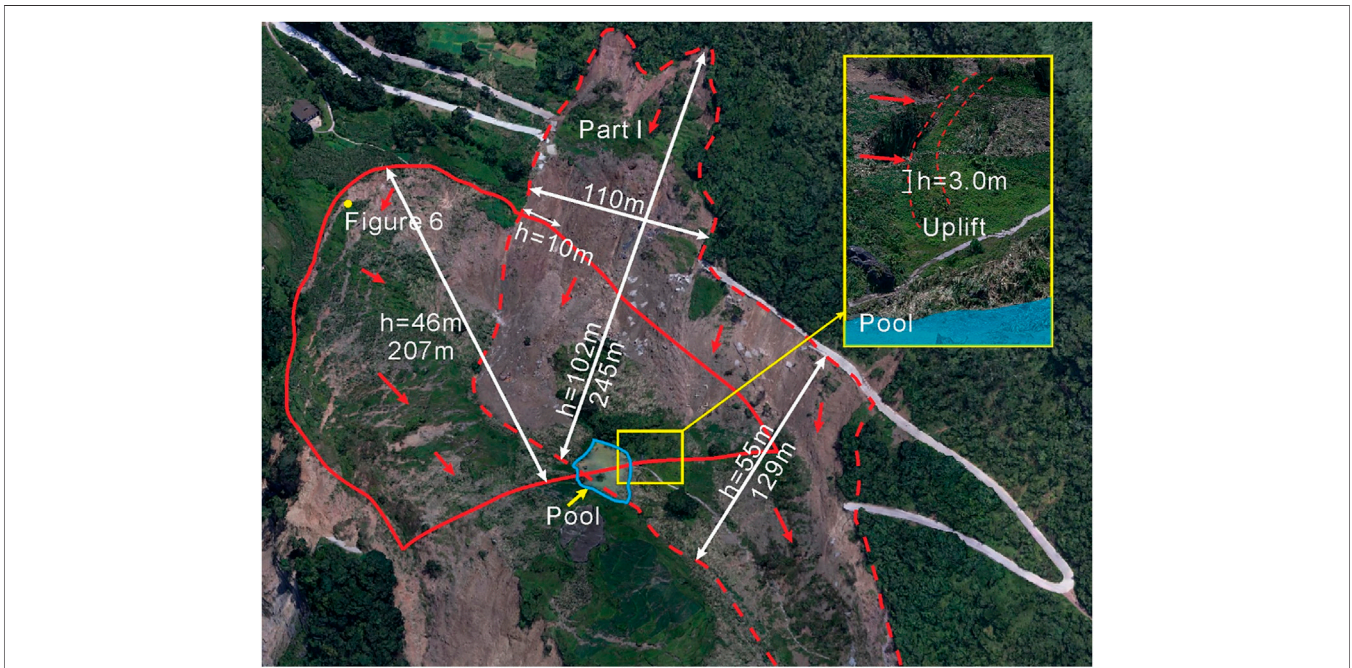 Part I
110m
Figure 6
h=10m
h=3.0m
Uplift
h=46m
207m
h=102m
245m
Pool
h=55m
129m
Pool